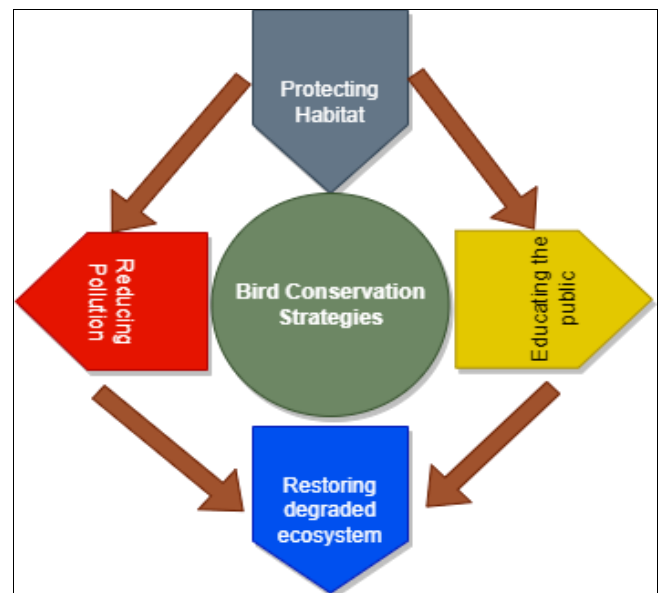 Protecting
Habitat
Reducing
Pollution
Bird Conservation
Strategies
Educating the
public
Restoring
degraded
ecosystem